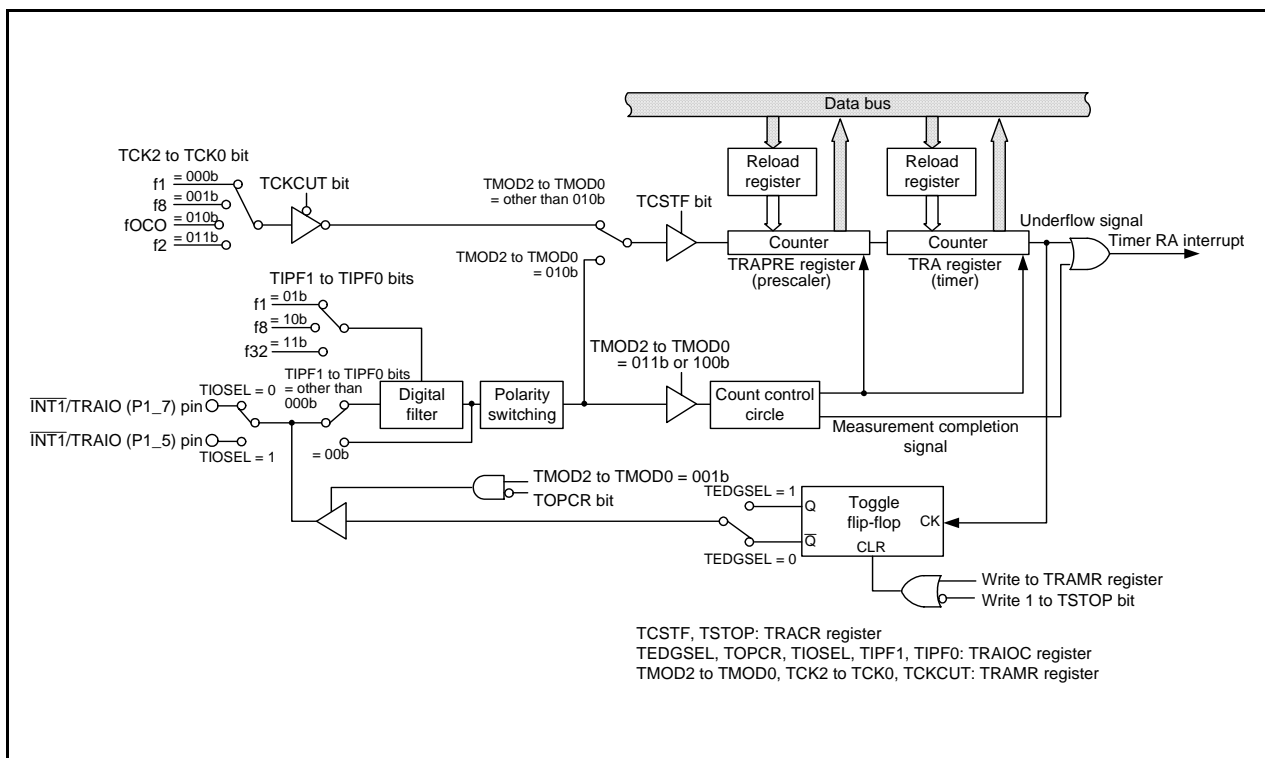 Data bus
TCK2 to TCK0 bit
f1 = 000b
f8 = 001b
fOCO = 010b
f2 = 011b
TCKCUT bit
TMOD2 to TMOD0
= other than 010b
TCSTF bit
Reload
register
Reload
register
Counter
TRAPRE register
(prescaler)
Counter
TRA register
(timer)
Underflow signal
Timer RA interrupt
TMOD2 to TMOD0
= 010b
TIPF1 to TIPF0 bits
f1 = 01b
f8 = 10b
f32 = 11b
TMOD2 to TMOD0
= 011b or 100b
TIOSEL = 0
TIPF1 to TIPF0 bits
= other than
000b
Digital
filter
Polarity
switching
Count control
circle
INT1/TRAIO (P1_7) pin
INT1/TRAIO (P1_5) pin
TIOSEL = 1
= 00b
Measurement completion
signal
TMOD2 to TMOD0 = 001b
TOPCR bit
TEDGSEL = 1
Q
Toggle
flip-flop
CK
Q
CLR
TEDGSEL = 0
Write to TRAMR register
Write 1 to TSTOP bit
TCSTF, TSTOP: TRACR register
TEDGSEL, TOPCR, TIOSEL, TIPF1, TIPF0: TRAIOC register
TMOD2 to TMOD0, TCK2 to TCK0, TCKCUT: TRAMR register